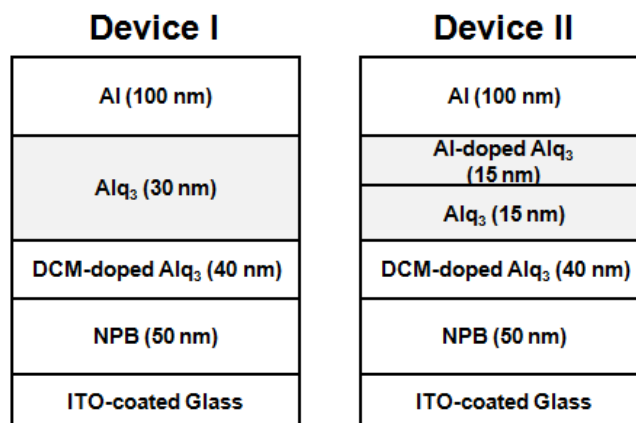 Device I
Al (100 nm)
Alq₃ (30 nm)
DCM-doped Alq₃ (40 nm)
NPB (50 nm)
ITO-coated Glass
Device II
Al (100 nm)
Al-doped Alq₃
(15 nm)
Alq₃ (15 nm)
DCM-doped Alq₃ (40 nm)
NPB (50 nm)
ITO-coated Glass